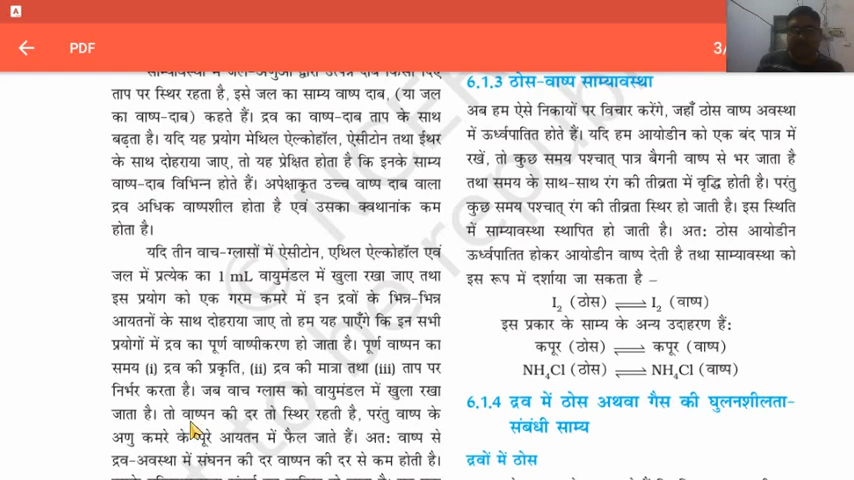 PDF
3/
साम्यावस्था में जल-अणुओं द्वारा उत्पन्न दाब किसी दिए
ताप पर स्थिर रहता है, इसे जल का साम्य वाष्प दाब, (या जल
का वाष्प-दाब) कहते हैं। द्रव का वाष्प-दाब ताप के साथ
बढ़ता है। यदि यह प्रयोग मेथिल ऐल्कोहॉल, ऐसीटोन तथा ईथर
के साथ दोहराया जाए, तो यह प्रेक्षित होता है कि इनके साम्य
वाष्प-दाब विभिन्न होते हैं। अपेक्षाकृत उच्च वाष्प दाब वाला
द्रव अधिक वाष्पशील होता है एवं उसका क्वथनांक कम
होता है।
यदि तीन वाच-ग्लासों में ऐसीटोन, एथिल ऐल्कोहॉल एवं
जल में प्रत्येक का 1 mL वायुमंडल में खुला रखा जाए तथा
इस प्रयोग को एक गरम कमरे में इन द्रवों के भिन्न-भिन्न
आयतनों के साथ दोहराया जाए तो हम यह पाएँगे कि इन सभी
प्रयोगों में द्रव का पूर्ण वाष्पीकरण हो जाता है। पूर्ण वाष्पन का
समय (i) द्रव की प्रकृति, (ii) द्रव की मात्रा तथा (iii) ताप पर
निर्भर करता है। जब वाच ग्लास को वायुमंडल में खुला रखा
जाता है। तो वाष्पन की दर तो स्थिर रहती है, परंतु वाष्प के
अणु कमरे के पूरे आयतन में फैल जाते हैं। अत: वाष्प से
द्रव-अवस्था में संघनन की दर वाष्पन की दर से कम होती है।
6.1.3 ठोस-वाष्प साम्यावस्था
अब हम ऐसे निकायों पर विचार करेंगे, जहाँ ठोस वाष्प अवस्था
में ऊर्ध्वपातित होते हैं। यदि हम आयोडीन को एक बंद पात्र में
रखें, तो कुछ समय पश्चात् पात्र बैगनी वाष्प से भर जाता है
तथा समय के साथ-साथ रंग की तीव्रता में वृद्धि होती है। परंतु
कुछ समय पश्चात् रंग की तीव्रता स्थिर हो जाती है। इस स्थिति
में साम्यावस्था स्थापित हो जाती है। अत: ठोस आयोडीन
ऊर्ध्वपातित होकर आयोडीन वाष्प देती है तथा साम्यावस्था को
इस रूप में दर्शाया जा सकता है –
I₂ (ठोस) ⇌ I₂ (वाष्प)
इस प्रकार के साम्य के अन्य उदाहरण हैं:
कपूर (ठोस) ⇌ कपूर (वाष्प)
NH₄Cl (ठोस) ⇌ NH₄Cl (वाष्प)
6.1.4 द्रव में ठोस अथवा गैस की घुलनशीलता-
संबंधी साम्य
द्रवों में ठोस